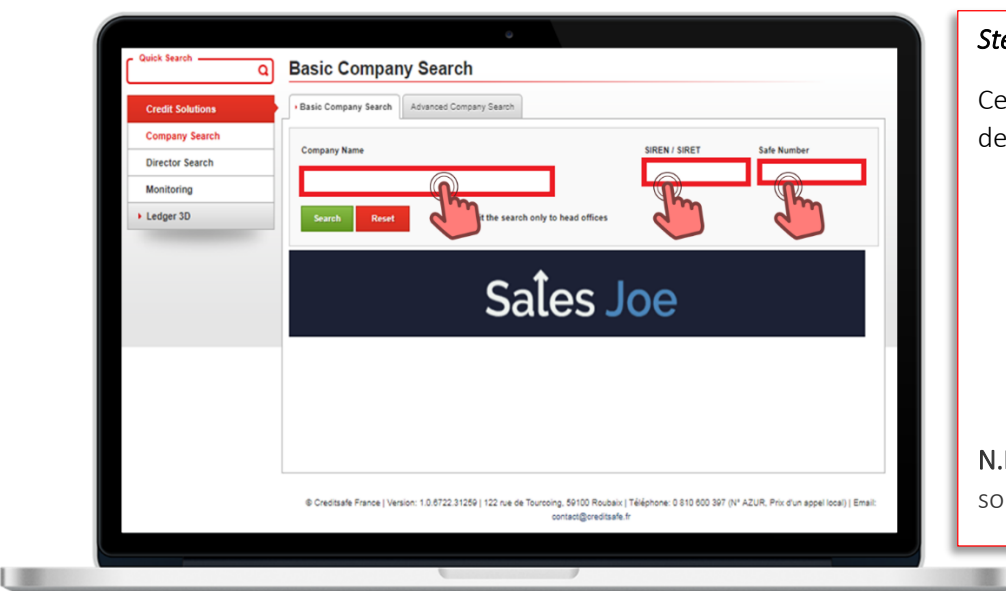 Quick Search
Basic Company Search
Credit Solutions
Company Search
Director Search
Monitoring
Ledger 3D
Basic Company Search
Advanced Company Search
Company Name
SIREN / SIRET
Safe Number
Search
Reset
the search only to head offices
Sales Joe
® Creditsafe France | Version: 1.0.6722.31259 | 122 rue de Tourcoing, 59100 Roubaix | Téléphone: 0 810 600 397 (N° AZUR, Prix d'un appel local) | Email:
contact@creditsafe.fr
Ste
Ce
de
N.
so